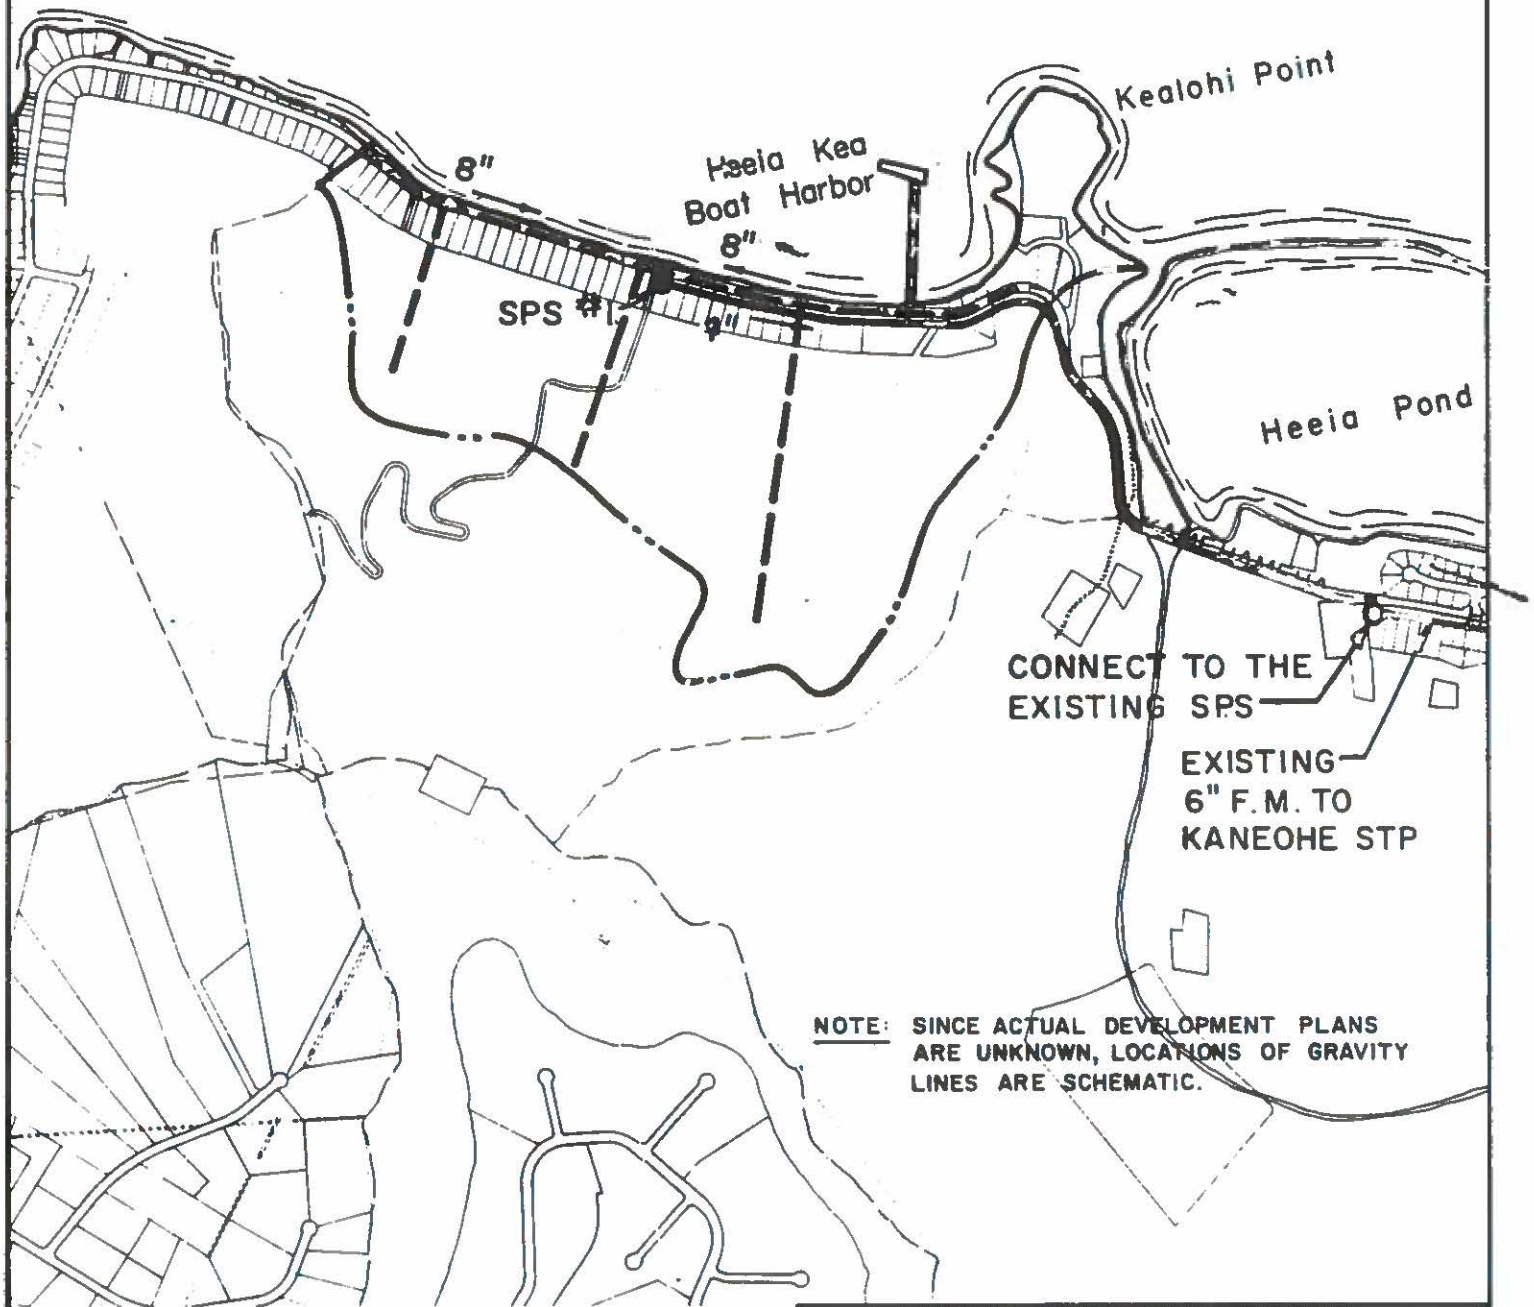 Kealohi Point
Heeia Kea
Boat Harbor
8"
8"
SPS #1
Heeia Pond
CONNECT TO THE
EXISTING SPS
EXISTING
6" F.M. TO
KANEOHE STP
NOTE: SINCE ACTUAL DEVELOPMENT PLANS
ARE UNKNOWN, LOCATIONS OF GRAVITY
LINES ARE SCHEMATIC.